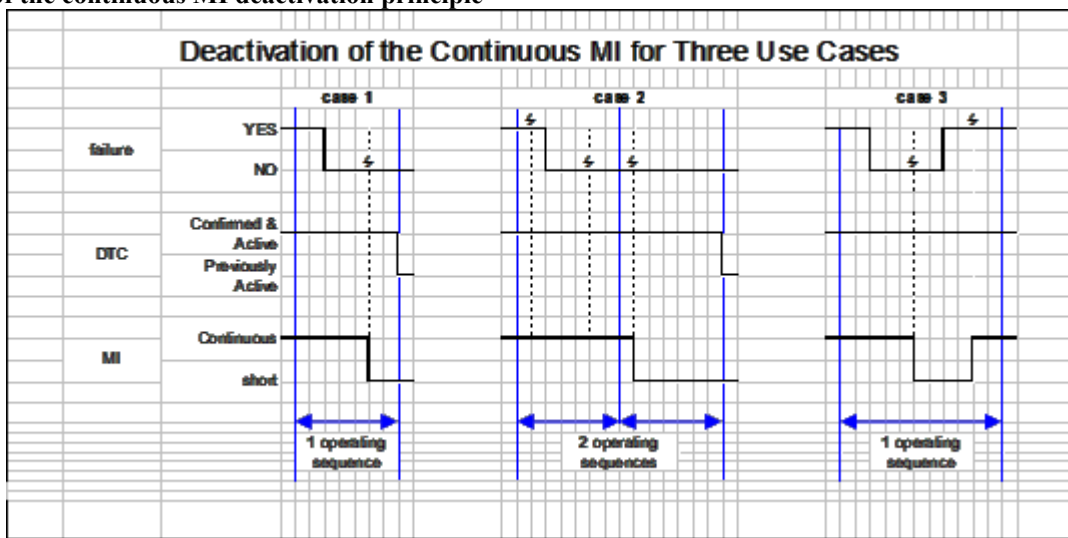 of the continuous MI deactivation principle
Deactivation of the Continuous MI for Three Use Cases
case 1
case 2
case 3
failure
YES
NO
DTC
Confirmed &
Active
Previously
Active
MI
Continuous
short
1 operating
sequence
2 operating
sequences
1 operating
sequence